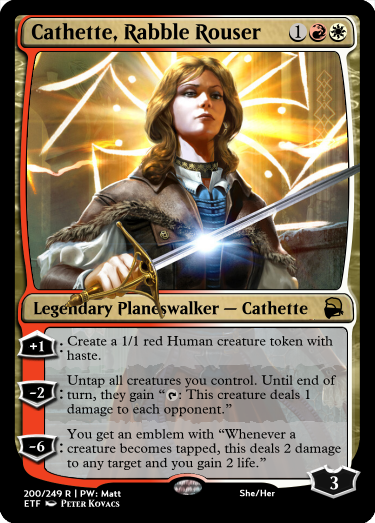 Cathette, Rabble Rouser 1
Legendary Planeswalker — Cathette
+1: Create a 1/1 red Human creature token with
haste.
-2: Untap all creatures you control. Until end of
turn, they gain “: This creature deals 1
damage to each opponent.”
-6: You get an emblem with “Whenever a
creature becomes tapped, this deals 2 damage
to any target and you gain 2 life.”
3
200/249 R | PW: Matt She/Her
ETF Peter Kovacs